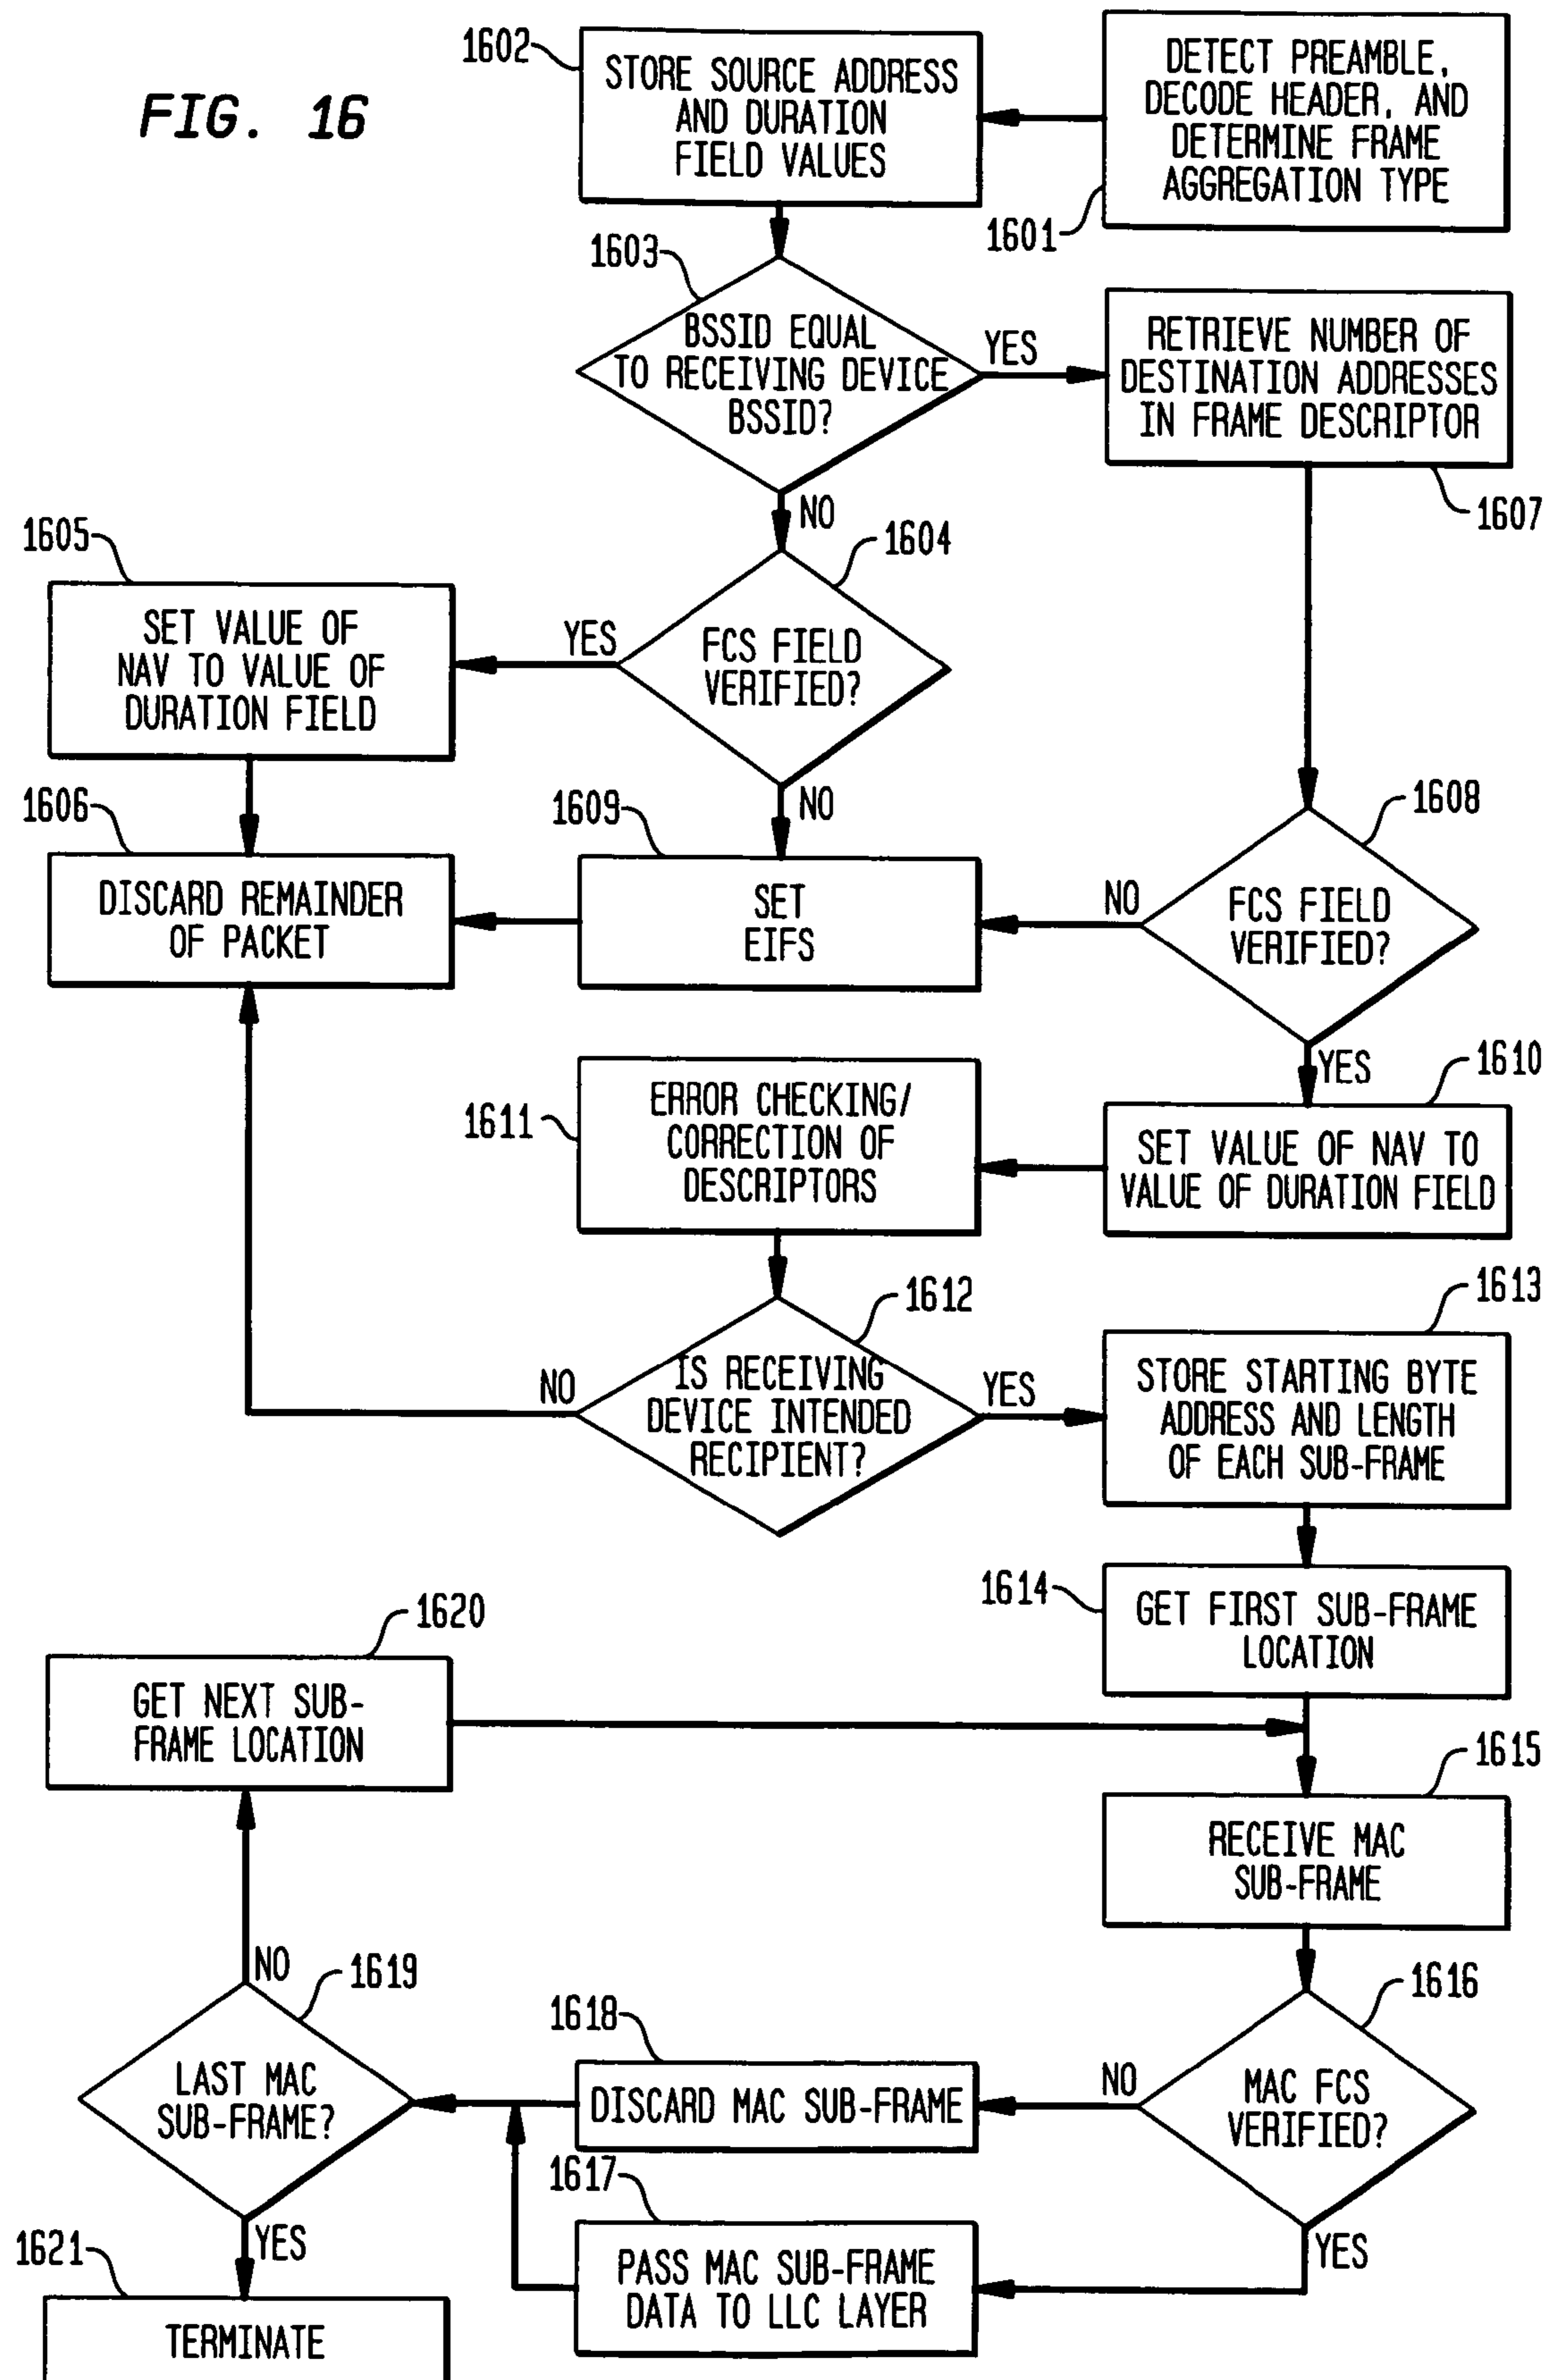 FIG. 16
1602
STORE SOURCE ADDRESS
AND DURATION
FIELD VALUES
DETECT PREAMBLE,
DECODE HEADER, AND
DETERMINE FRAME
AGGREGATION TYPE
1601
1603
BSSID EQUAL
TO RECEIVING DEVICE
BSSID?
YES
NO
RETRIEVE NUMBER OF
DESTINATION ADDRESSES
IN FRAME DESCRIPTOR
1607
1604
FCS FIELD
VERIFIED?
YES
NO
1605
SET VALUE OF
NAV TO VALUE OF
DURATION FIELD
1606
DISCARD REMAINDER
OF PACKET
1609
SET
EIFS
1608
FCS FIELD
VERIFIED?
NO
YES
1610
SET VALUE OF NAV TO
VALUE OF DURATION FIELD
1611
ERROR CHECKING/
CORRECTION OF
DESCRIPTORS
1612
IS RECEIVING
DEVICE INTENDED
RECIPIENT?
NO
YES
1613
STORE STARTING BYTE
ADDRESS AND LENGTH
OF EACH SUB-FRAME
1614
GET FIRST SUB-FRAME
LOCATION
1620
GET NEXT SUB-
FRAME LOCATION
1615
RECEIVE MAC
SUB-FRAME
1616
MAC FCS
VERIFIED?
NO
YES
1618
DISCARD MAC SUB-FRAME
1617
PASS MAC SUB-FRAME
DATA TO LLC LAYER
1619
LAST MAC
SUB-FRAME?
NO
YES
1621
TERMINATE